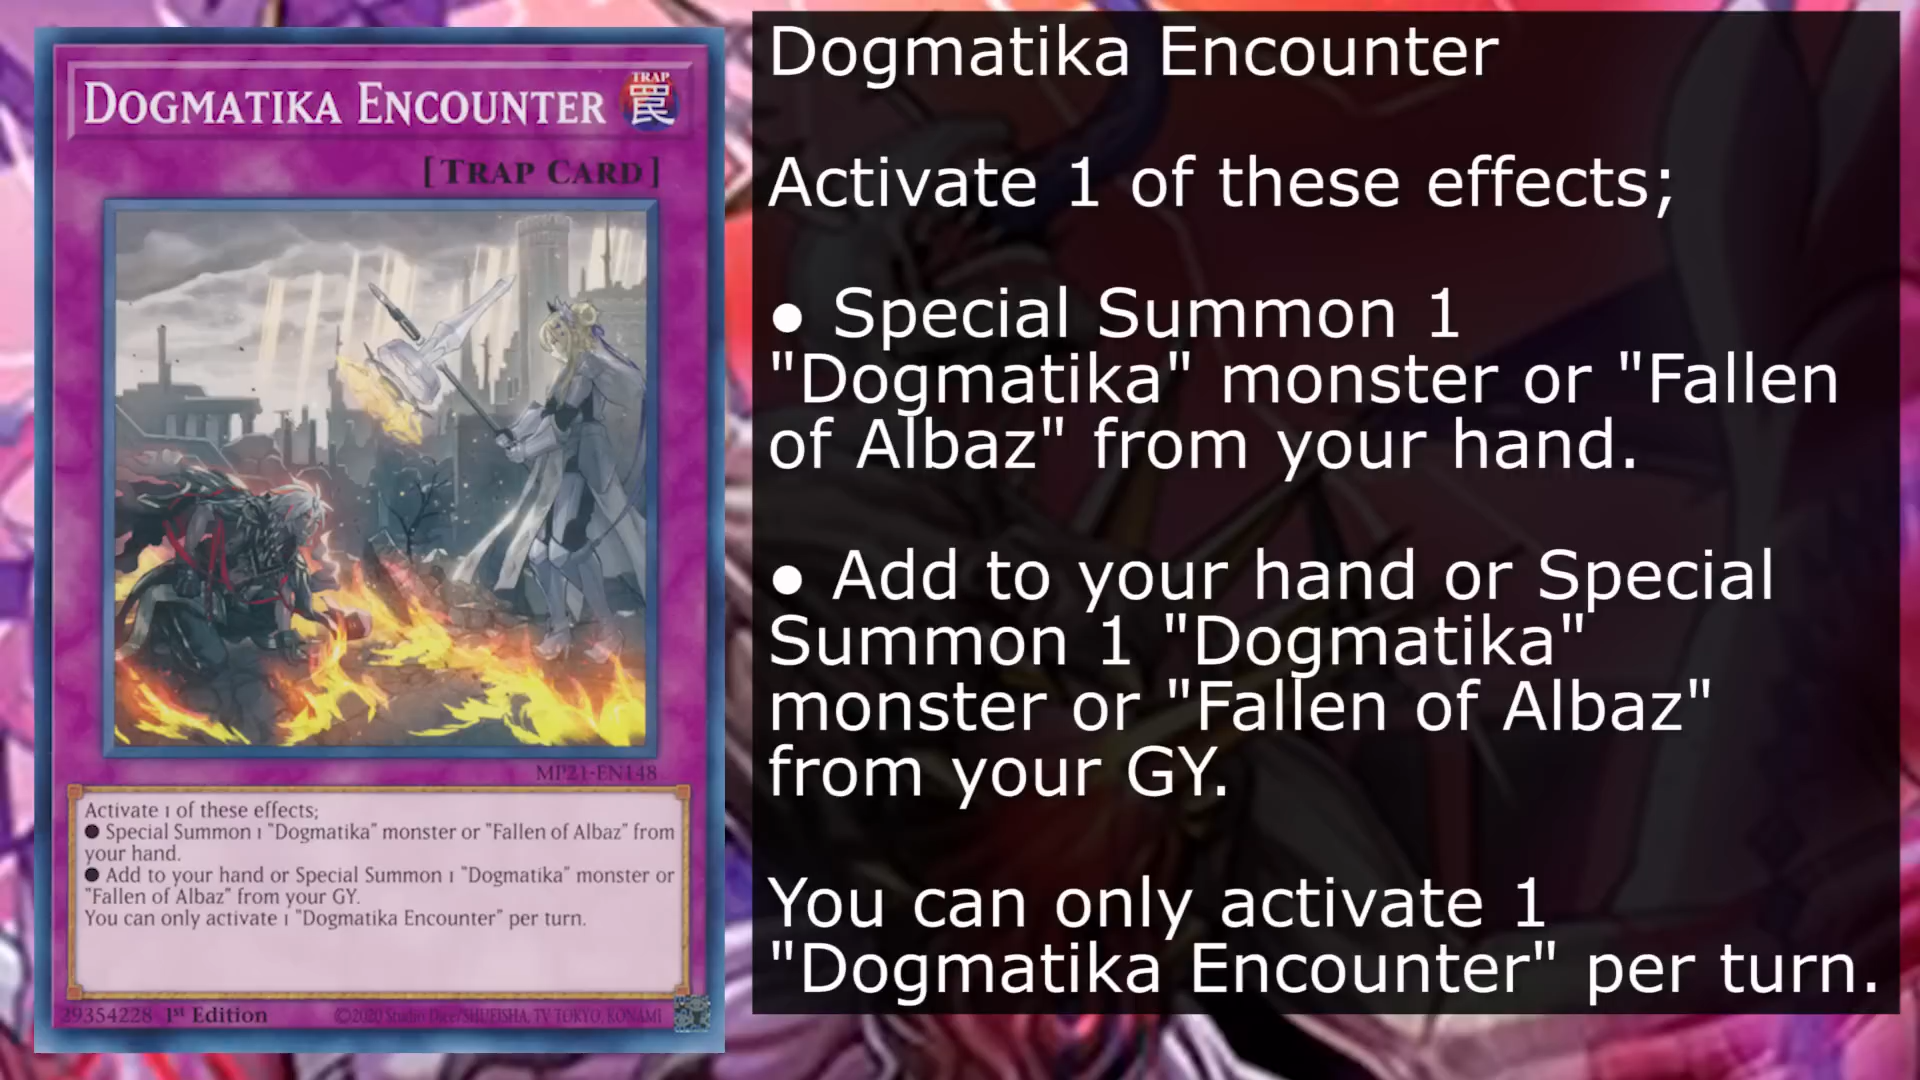 DOGMATIKA ENCOUNTER
TRAP
罠
[TRAP CARD]
MP21-EN148
Activate 1 of these effects;
● Special Summon 1 "Dogmatika" monster or "Fallen of Albaz" from
your hand.
● Add to your hand or Special Summon 1 "Dogmatika" monster or
"Fallen of Albaz" from your GY.
You can only activate 1 "Dogmatika Encounter" per turn.
29354228 1st Edition
©2020 Studio Dice/SHUEISHA, TV TOKYO, KONAMI
Dogmatika Encounter
Activate 1 of these effects;
● Special Summon 1
"Dogmatika" monster or "Fallen
of Albaz" from your hand.
● Add to your hand or Special
Summon 1 "Dogmatika"
monster or "Fallen of Albaz"
from your GY.
You can only activate 1
"Dogmatika Encounter" per turn.